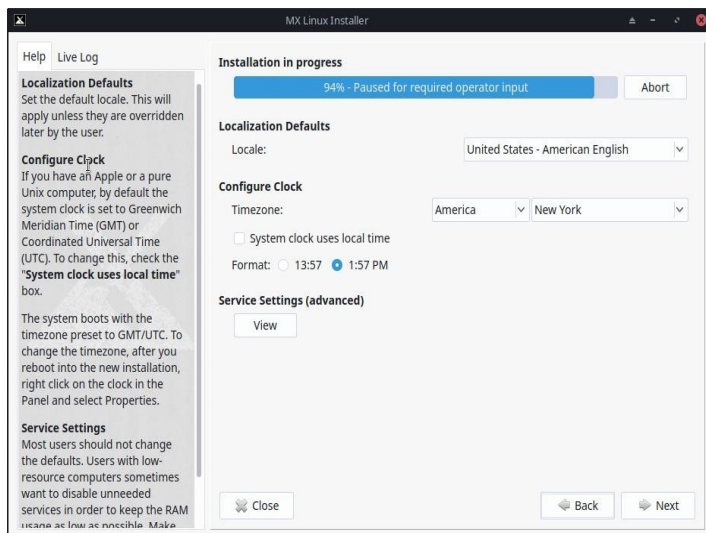 MX Linux Installer
Help
Live Log
Localization Defaults
Set the default locale. This will
apply unless they are overridden
later by the user.
Configure Clock
If you have an Apple or a pure
Unix computer, by default the
system clock is set to Greenwich
Meridian Time (GMT) or
Coordinated Universal Time
(UTC). To change this, check the
"System clock uses local time"
box.
The system boots with the
timezone preset to GMT/UTC. To
change the timezone, after you
reboot into the new installation,
right click on the clock in the
Panel and select Properties.
Service Settings
Most users should not change
the defaults. Users with low-
resource computers sometimes
want to disable unneeded
services in order to keep the RAM
usage as low as possible. Make
Installation in progress
94% - Paused for required operator input
Abort
Localization Defaults
Locale:
United States - American English
Configure Clock
Timezone:
America
New York
System clock uses local time
Format:
13:57
1:57 PM
Service Settings (advanced)
View
Close
Back
Next